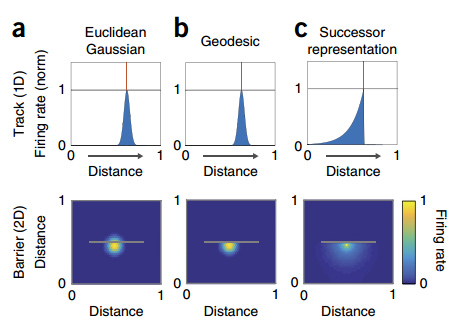 a
Euclidean
Gaussian
b
Geodesic
c
Successor
representation
Track (1D)
Firing rate (norm)
1
0
0
1
Distance
1
0
0
1
Distance
1
0
0
1
Distance
Barrier (2D)
Distance
1
0
0
1
Distance
1
0
0
1
Distance
1
0
0
1
Distance
1
0
Firing rate